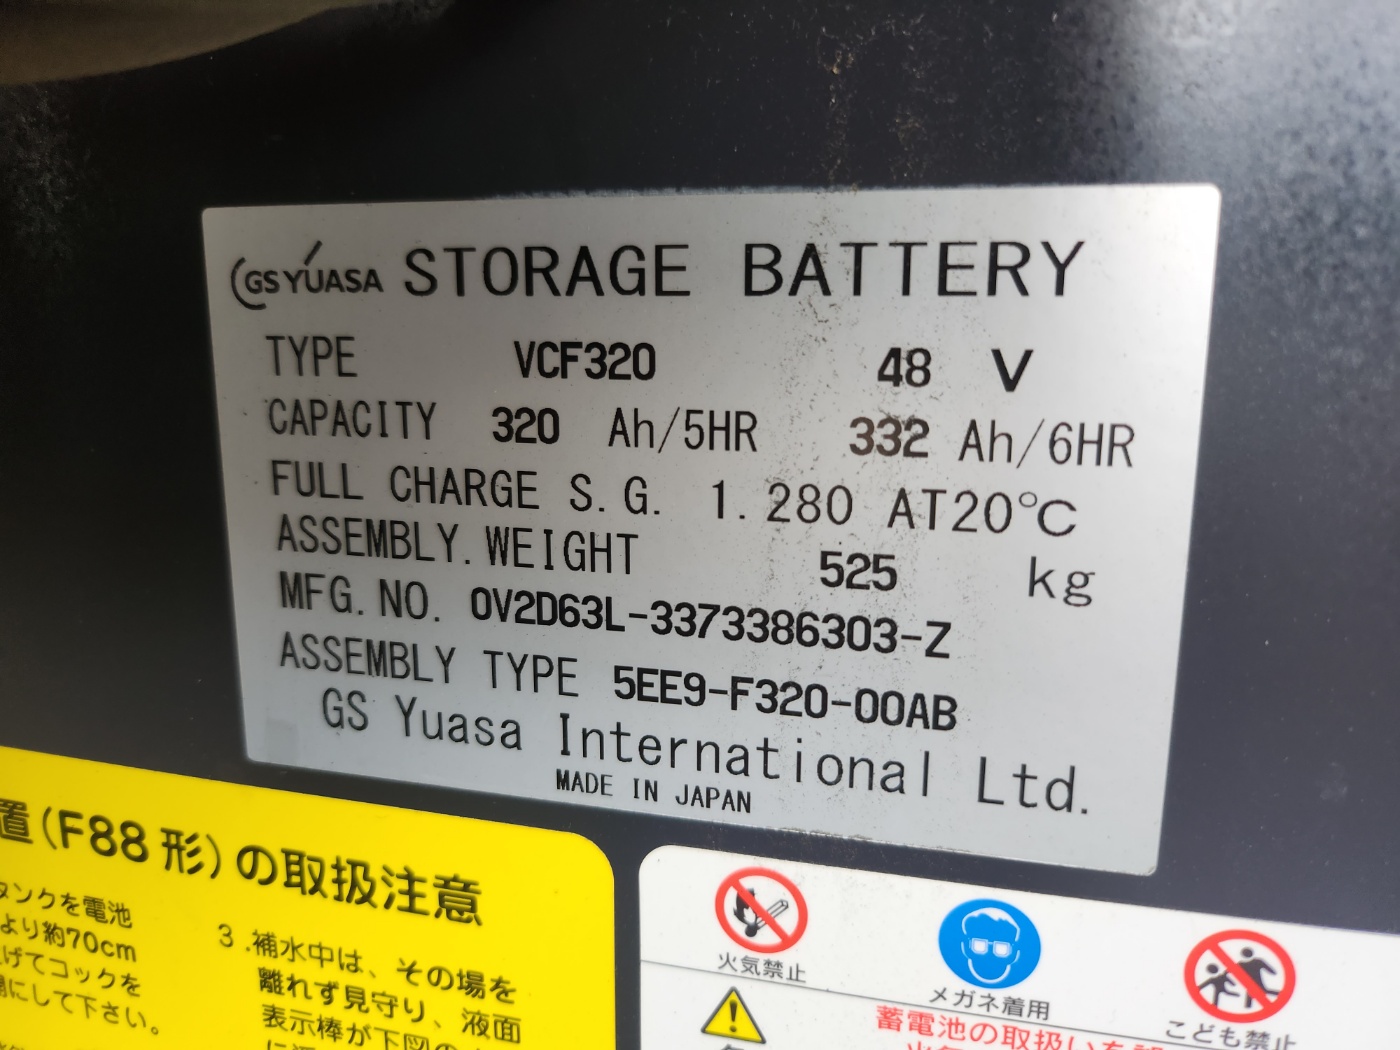 GS YUASA STORAGE BATTERY
TYPE VCF320 48 V
CAPACITY 320 Ah/5HR 332 Ah/6HR
FULL CHARGE S.G. 1.280 AT20℃
ASSEMBLY.WEIGHT 525 kg
MFG.NO. 0V2D63L-3373386303-Z
ASSEMBLY TYPE 5EE9-F320-00AB
GS Yuasa International Ltd.
MADE IN JAPAN
置(F88形)の取扱注意
タンクを電池
より約70cm
げてコックを
にして下さい。
3.補水中は、その場を
離れず見守り、液面
表示棒が下図の
火気禁止
メガネ着用
こども禁止
蓄電池の取扱いを